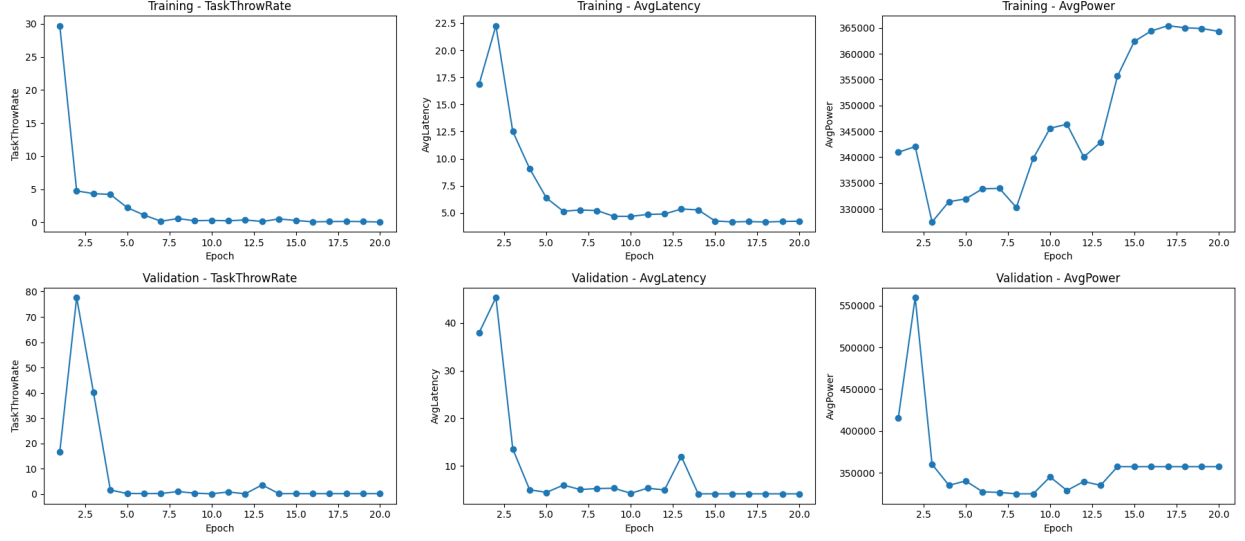 Training - TaskThrowRate
30
25
20
15
10
5
0
TaskThrowRate
2.5 5.0 7.5 10.0 12.5 15.0 17.5 20.0
Epoch
Training - AvgLatency
22.5
20.0
17.5
15.0
12.5
10.0
7.5
5.0
AvgLatency
2.5 5.0 7.5 10.0 12.5 15.0 17.5 20.0
Epoch
Training - AvgPower
365000
360000
355000
350000
345000
340000
335000
330000
AvgPower
2.5 5.0 7.5 10.0 12.5 15.0 17.5 20.0
Epoch
Validation - TaskThrowRate
80
70
60
50
40
30
20
10
0
TaskThrowRate
2.5 5.0 7.5 10.0 12.5 15.0 17.5 20.0
Epoch
Validation - AvgLatency
40
30
20
10
AvgLatency
2.5 5.0 7.5 10.0 12.5 15.0 17.5 20.0
Epoch
Validation - AvgPower
550000
500000
450000
400000
350000
AvgPower
2.5 5.0 7.5 10.0 12.5 15.0 17.5 20.0
Epoch